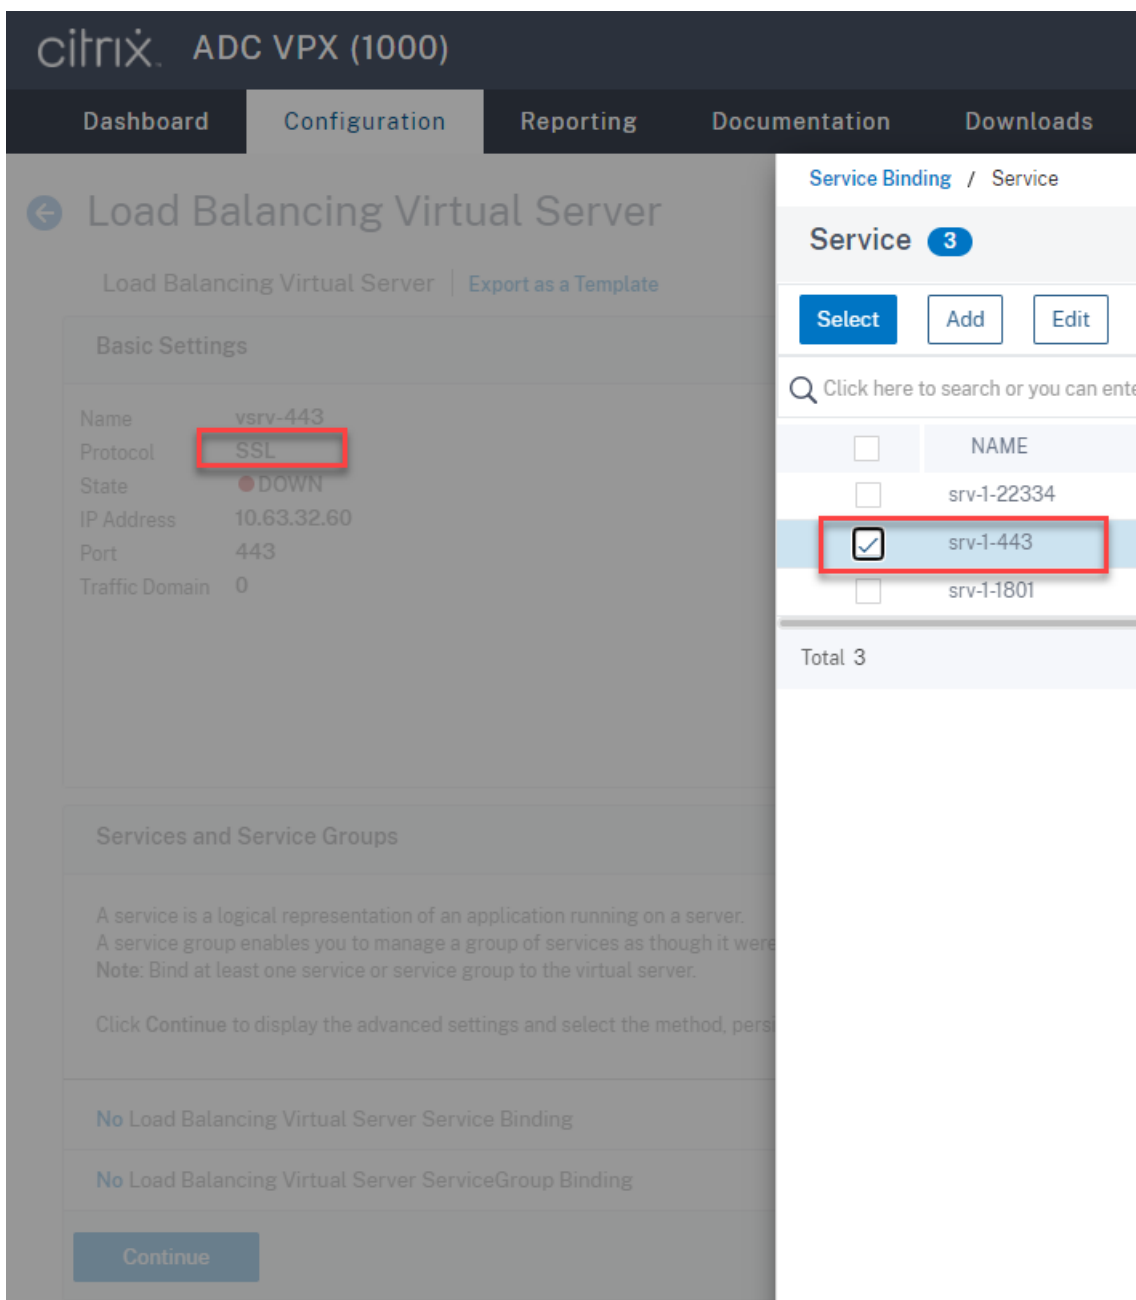 citrix. ADC VPX (1000)
Dashboard Configuration Reporting Documentation Downloads
Load Balancing Virtual Server
Load Balancing Virtual Server | Export as a Template
Basic Settings
Name vsrv-443
Protocol SSL
State DOWN
IP Address 10.63.32.60
Port 443
Traffic Domain 0
Services and Service Groups
A service is a logical representation of an application running on a server.
A service group enables you to manage a group of services as though it were
Note: Bind at least one service or service group to the virtual server.
Click Continue to display the advanced settings and select the method, persi
No Load Balancing Virtual Server Service Binding
No Load Balancing Virtual Server ServiceGroup Binding
Continue
Service Binding / Service
Service 3
Select Add Edit
Click here to search or you can ente
NAME
srv-1-22334
srv-1-443
srv-1-1801
Total 3